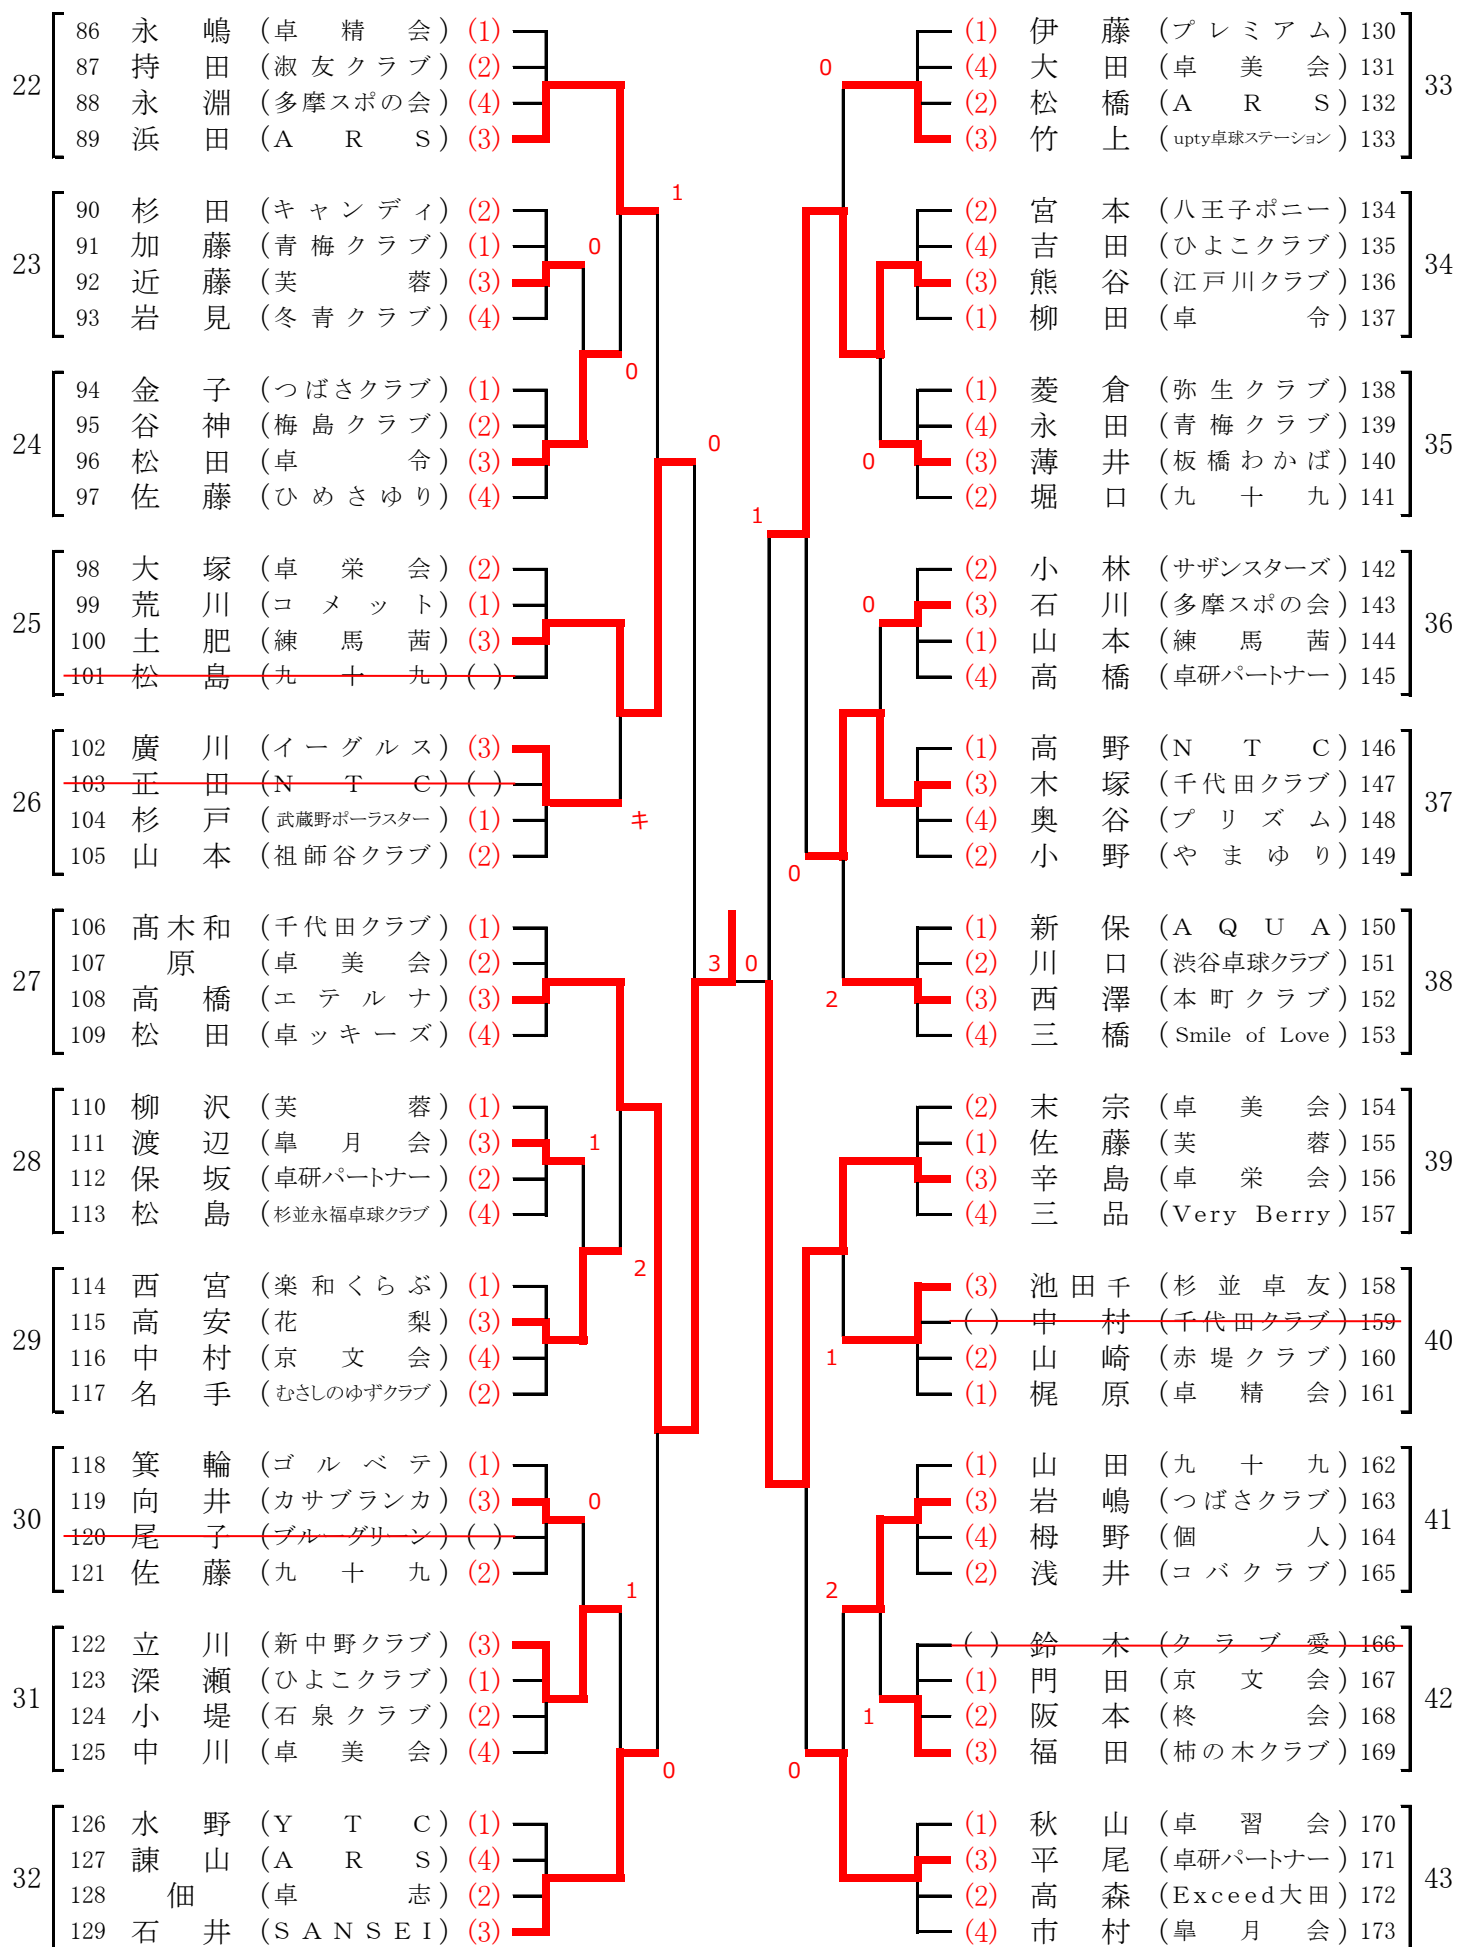 22
86 永嶋 (卓精会) (1)
87 持田 (淑友クラブ) (2)
88 永淵 (多摩スポの会) (4)
89 浜田 (ARS) (3)
23
90 杉田 (キャンディ) (2)
91 加藤 (青梅クラブ) (1)
92 近藤 (芙蓉) (3)
93 岩見 (冬青クラブ) (4)
24
94 金子 (つばさクラブ) (1)
95 谷神 (梅島クラブ) (2)
96 松田 (卓令) (3)
97 佐藤 (ひめさゆり) (4)
25
98 大塚 (卓栄会) (2)
99 荒川 (コメット) (1)
100 土肥 (練馬茜) (3)
101 松島 (九十九) ( )
26
102 廣川 (イーグルス) (3)
103 正田 (NTC) ( )
104 杉戸 (武蔵野ポーラスター) (1)
105 山本 (祖師谷クラブ) (2)
27
106 髙木和 (千代田クラブ) (1)
107 原 (卓美会) (2)
108 高橋 (エテルナ) (3)
109 松田 (卓ッキーズ) (4)
28
110 柳沢 (芙蓉) (1)
111 渡辺 (皐月会) (3)
112 保坂 (卓研パートナー) (2)
113 松島 (杉並永福卓球クラブ) (4)
29
114 西宮 (楽和くらぶ) (1)
115 高安 (花梨) (3)
116 中村 (京文会) (4)
117 名手 (むさしのゆずクラブ) (2)
30
118 箕輪 (ゴルベテ) (1)
119 向井 (カサブランカ) (3)
120 尾子 (ブルーグリーン) ( )
121 佐藤 (九十九) (2)
31
122 立川 (新中野クラブ) (3)
123 深瀬 (ひよこクラブ) (1)
124 小堤 (石泉クラブ) (2)
125 中川 (卓美会) (4)
32
126 水野 (YTC) (1)
127 諫山 (ARS) (4)
128 佃 (卓志) (2)
129 石井 (SANSEI) (3)
1
0
0
0
キ
1
2
0
1
0
3 0
0
0
1
0
0
2
1
2
1
0
33
(1) 伊藤 (プレミアム) 130
(4) 大田 (卓美会) 131
(2) 松橋 (ARS) 132
(3) 竹上 (upty卓球ステーション) 133
34
(2) 宮本 (八王子ポニー) 134
(4) 吉田 (ひよこクラブ) 135
(3) 熊谷 (江戸川クラブ) 136
(1) 柳田 (卓令) 137
35
(1) 菱倉 (弥生クラブ) 138
(4) 永田 (青梅クラブ) 139
(3) 薄井 (板橋わかば) 140
(2) 堀口 (九十九) 141
36
(2) 小林 (サザンスターズ) 142
(3) 石川 (多摩スポの会) 143
(1) 山本 (練馬茜) 144
(4) 高橋 (卓研パートナー) 145
37
(1) 高野 (NTC) 146
(3) 木塚 (千代田クラブ) 147
(4) 奥谷 (プリズム) 148
(2) 小野 (やまゆり) 149
38
(1) 新保 (AQUA) 150
(2) 川口 (渋谷卓球クラブ) 151
(3) 西澤 (本町クラブ) 152
(4) 三橋 (Smile of Love) 153
39
(2) 末宗 (卓美会) 154
(1) 佐藤 (芙蓉) 155
(3) 辛島 (卓栄会) 156
(4) 三品 (Very Berry) 157
40
(3) 池田千 (杉並卓友) 158
( ) 中村 (千代田クラブ) 159
(2) 山崎 (赤堤クラブ) 160
(1) 梶原 (卓精会) 161
41
(1) 山田 (九十九) 162
(3) 岩嶋 (つばさクラブ) 163
(4) 栂野 (個人) 164
(2) 浅井 (コバクラブ) 165
42
( ) 鈴木 (クラブ愛) 166
(1) 門田 (京文会) 167
(2) 阪本 (柊会) 168
(3) 福田 (柿の木クラブ) 169
43
(1) 秋山 (卓習会) 170
(3) 平尾 (卓研パートナー) 171
(2) 高森 (Exceed大田) 172
(4) 市村 (皐月会) 173